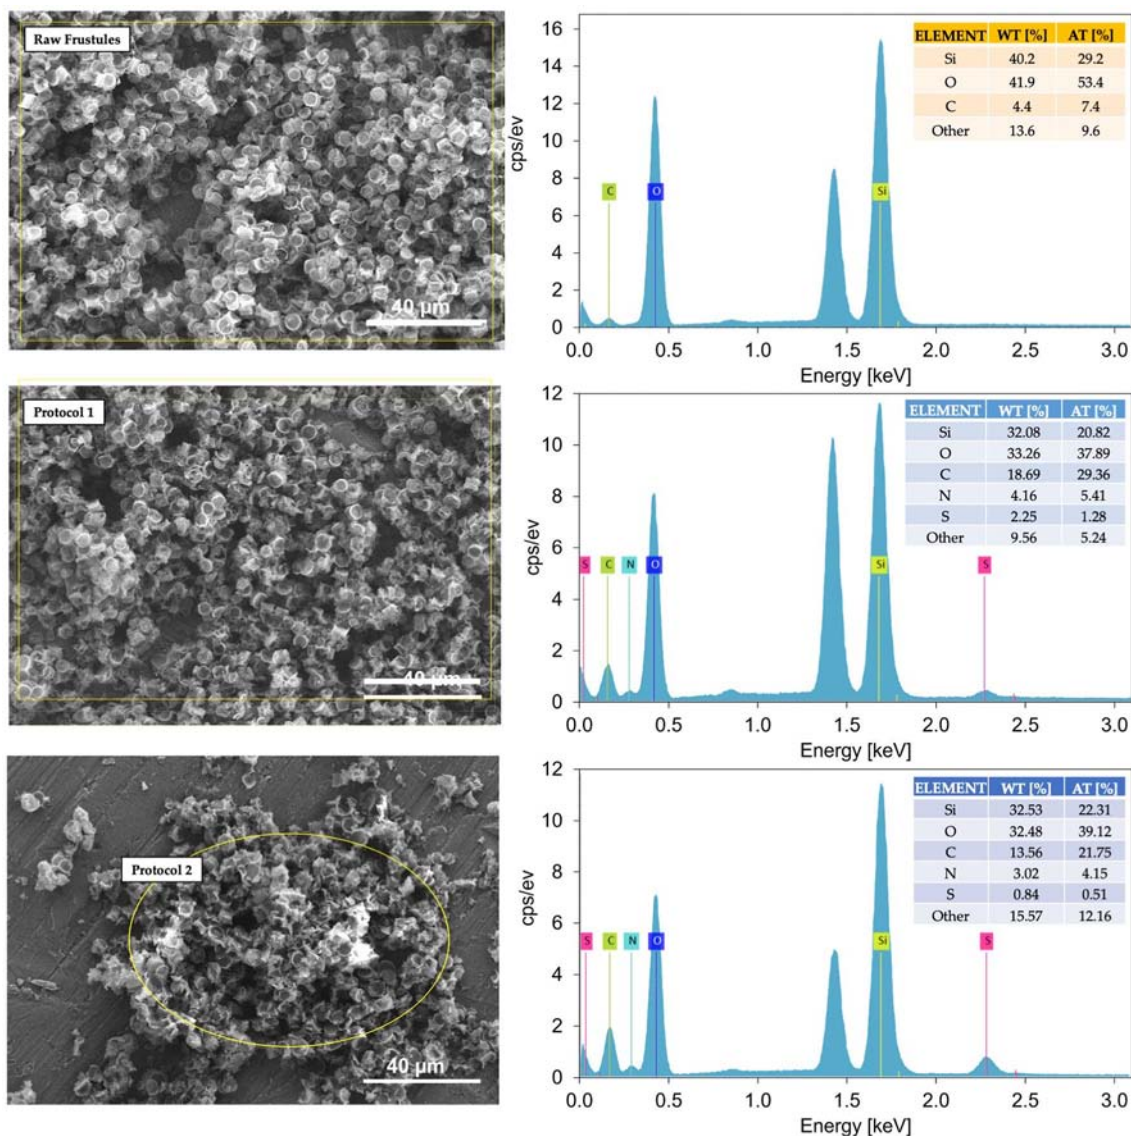 Raw Frustules
40 µm
16
14
12
10
8
6
4
2
0
cps/ev
C
O
Si
ELEMENT WT [%] AT [%]
Si 40.2 29.2
O 41.9 53.4
C 4.4 7.4
Other 13.6 9.6
0.0 0.5 1.0 1.5 2.0 2.5 3.0
Energy [keV]
Protocol 1
40 µm
12
10
8
6
4
2
0
cps/ev
S C N O Si S
ELEMENT WT [%] AT [%]
Si 32.08 20.82
O 33.26 37.89
C 18.69 29.36
N 4.16 5.41
S 2.25 1.28
Other 9.56 5.24
0.0 0.5 1.0 1.5 2.0 2.5 3.0
Energy [keV]
Protocol 2
40 µm
12
10
8
6
4
2
0
cps/ev
S C N O Si S
ELEMENT WT [%] AT [%]
Si 32.53 22.31
O 32.48 39.12
C 13.56 21.75
N 3.02 4.15
S 0.84 0.51
Other 15.57 12.16
0.0 0.5 1.0 1.5 2.0 2.5 3.0
Energy [keV]